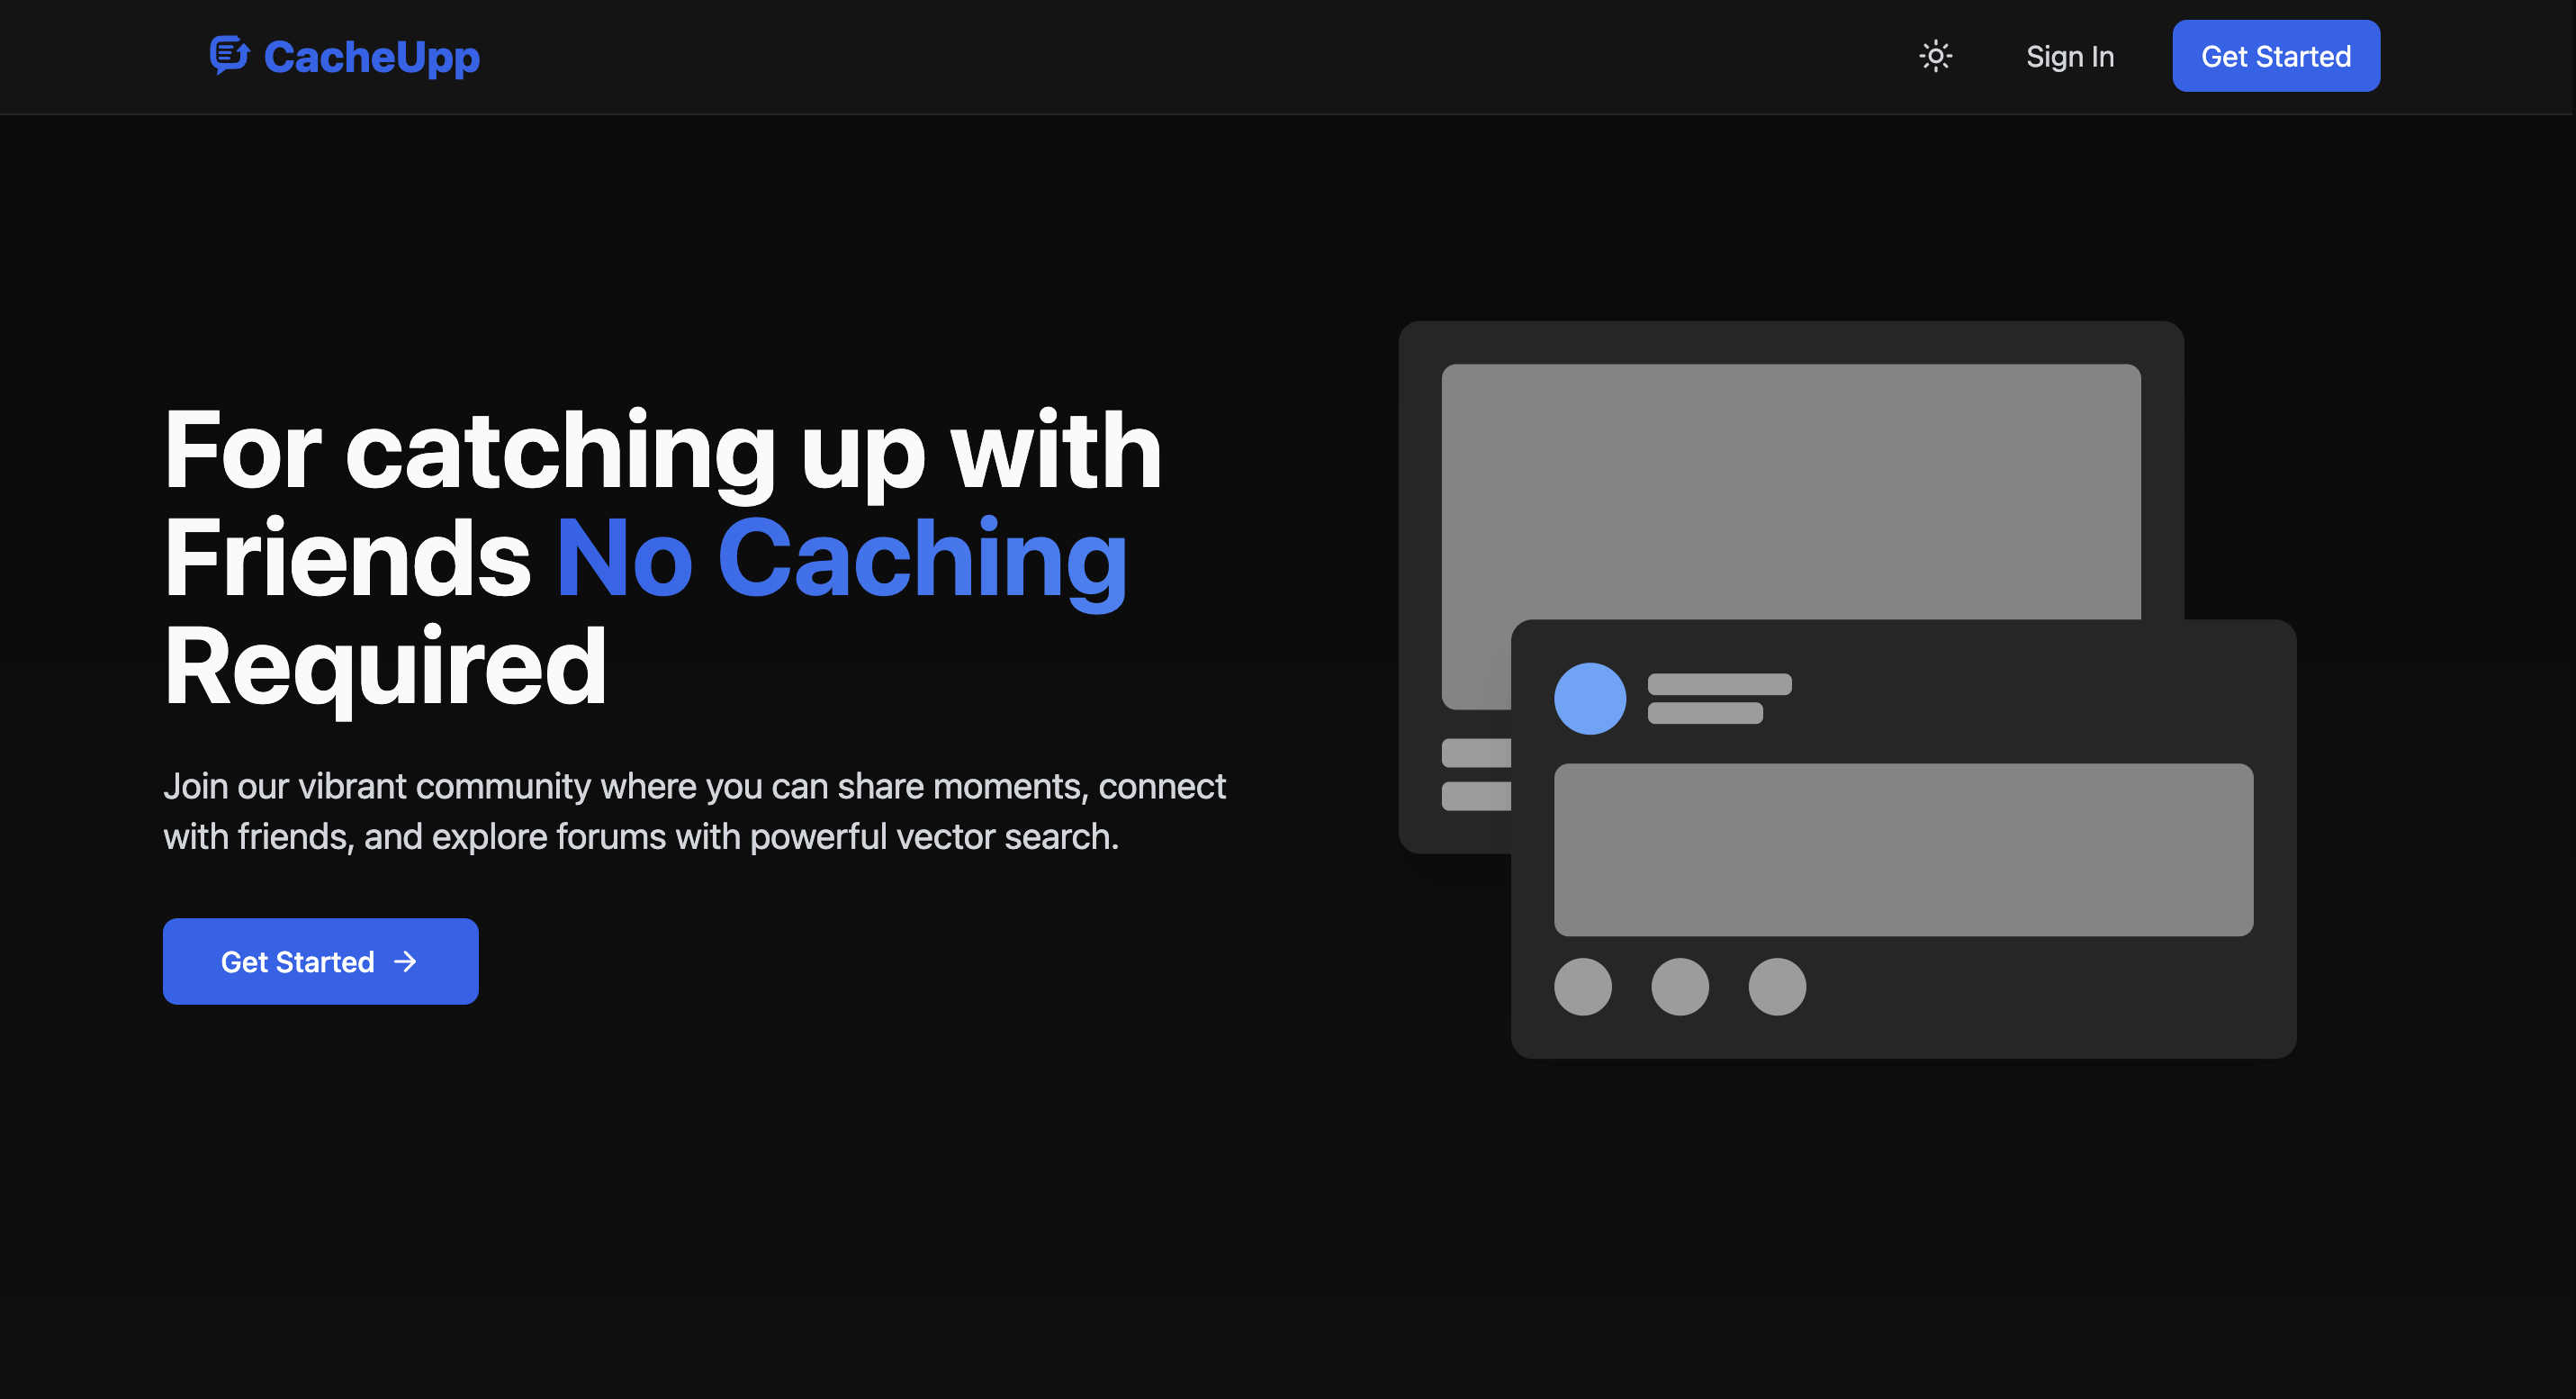 CacheUpp
Sign In
Get Started
For catching up with
Friends No Caching
Required
Join our vibrant community where you can share moments, connect
with friends, and explore forums with powerful vector search.
Get Started